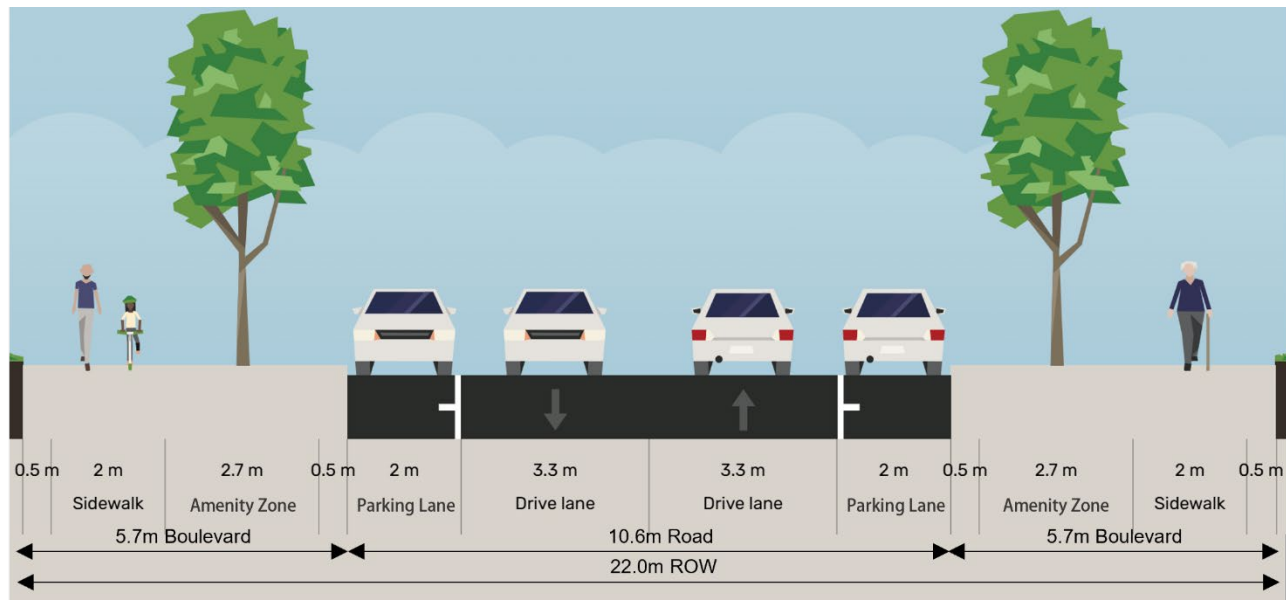 0.5 m 2 m 2.7 m 0.5 m 2 m 3.3 m 3.3 m 2 m 0.5 m 2.7 m 2 m 0.5 m
Sidewalk Amenity Zone Parking Lane Drive lane Drive lane Parking Lane Amenity Zone Sidewalk
5.7m Boulevard 10.6m Road 5.7m Boulevard
22.0m ROW